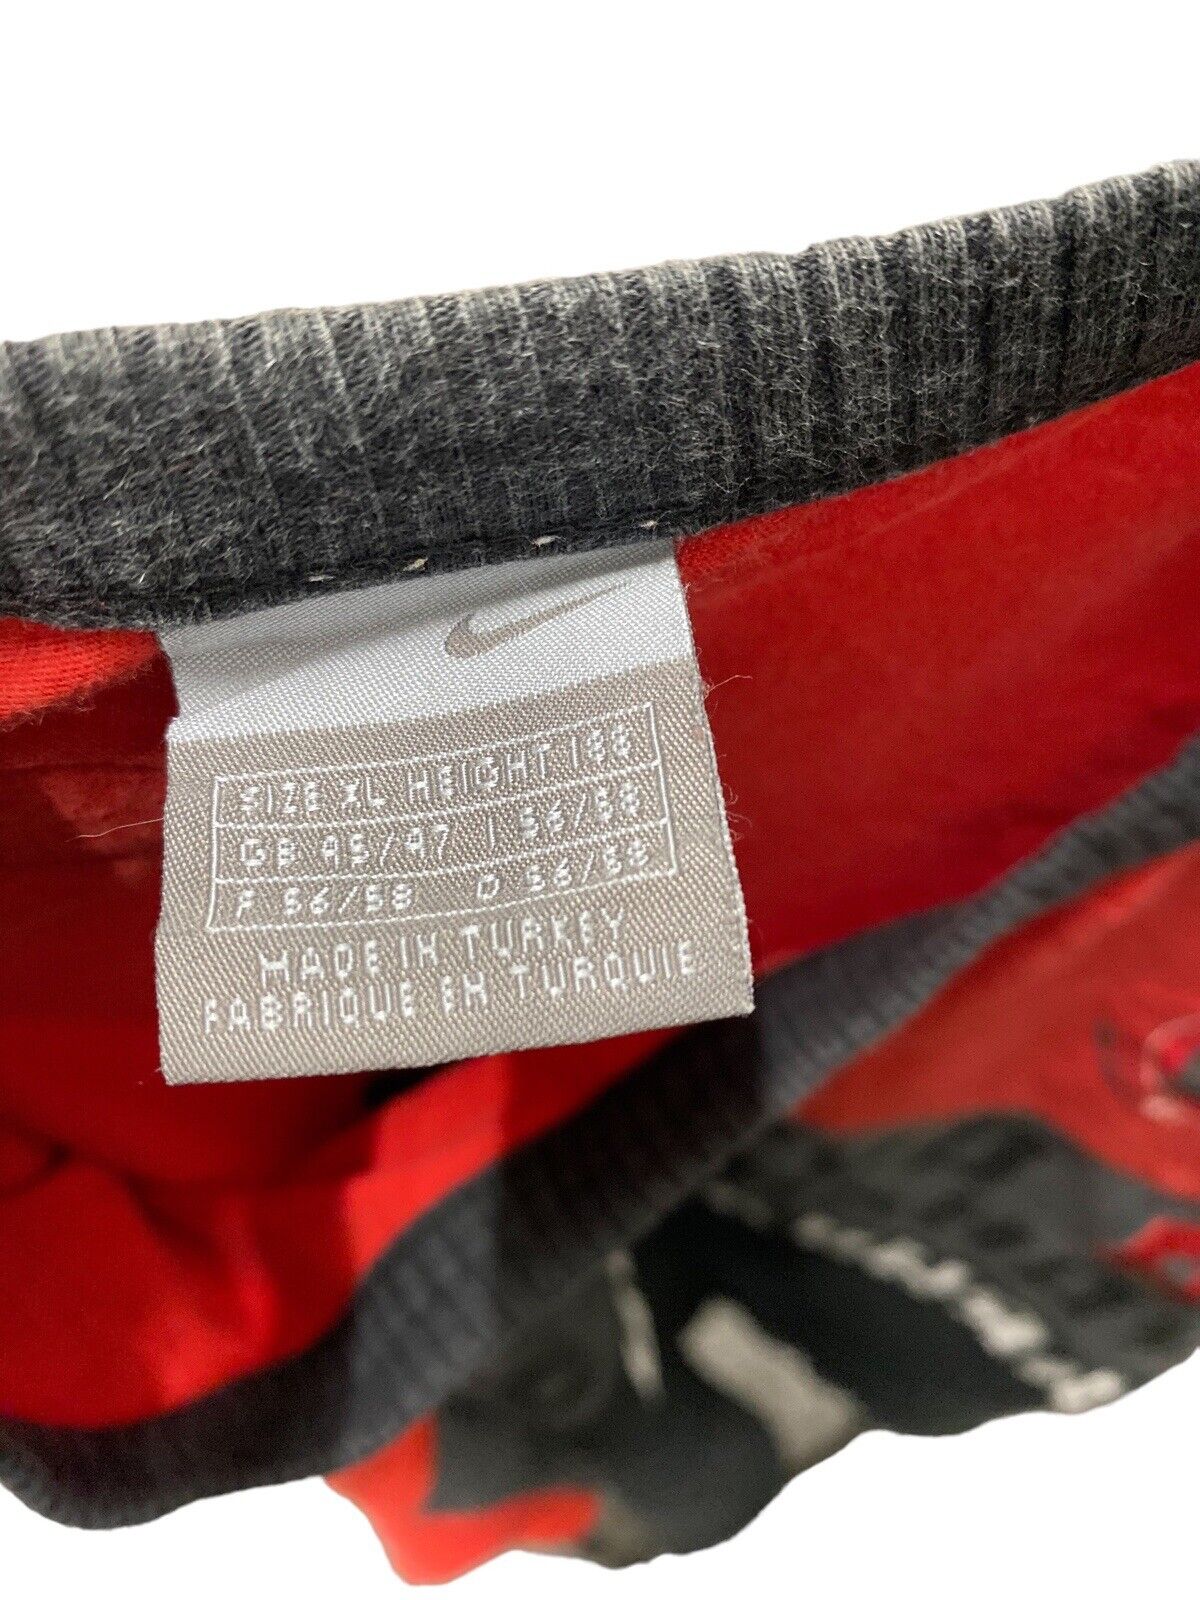 SIZE XL HEIGHT 188
GB 45/47 I 56/58
F 56/58 D 56/58
MADE IN TURKEY
FABRIQUE EN TURQUIE